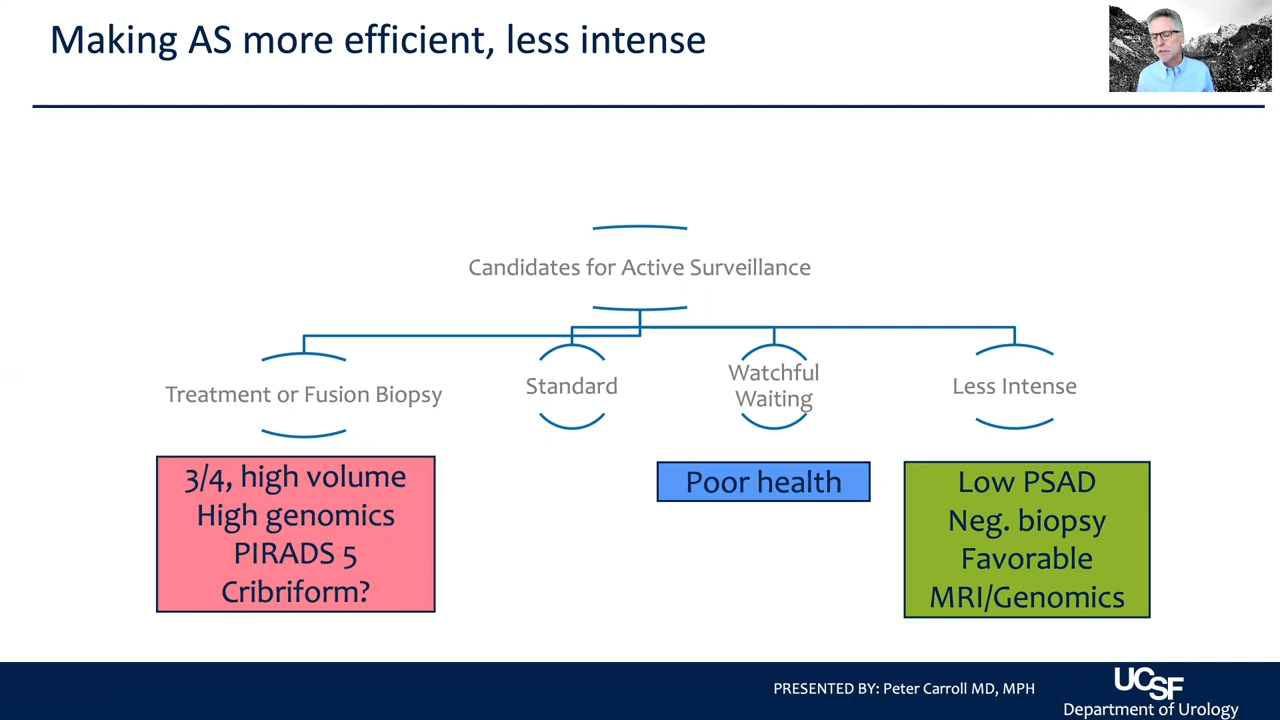 Making AS more efficient, less intense
Candidates for Active Surveillance
Treatment or Fusion Biopsy
Standard
Watchful
Waiting
Less Intense
3/4, high volume
High genomics
PIRADS 5
Cribriform?
Poor health
Low PSAD
Neg. biopsy
Favorable
MRI/Genomics
PRESENTED BY: Peter Carroll MD, MPH
UCSF
Department of Urology